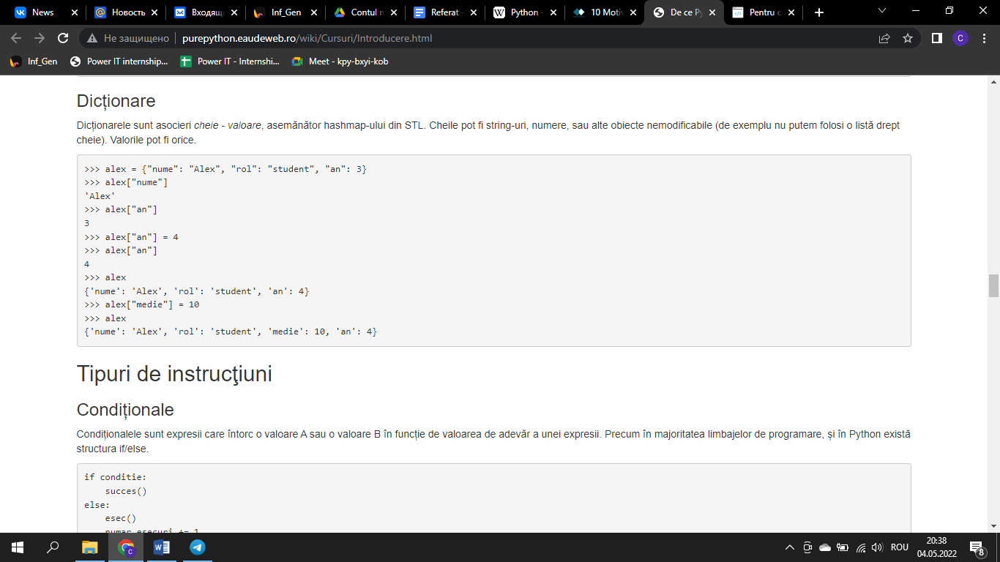 News
Новость
Входящи
Inf_Gen
Contul m
Referat -
Python -
10 Motiv
De ce Py
Pentru c
Не защищено
purepython.eaudeweb.ro/wiki/Cursuri/Introducere.html
C
Inf_Gen
Power IT internship...
Power IT - Internshi...
Meet - kpy-bxyi-kob
Dicționare
Dicționarele sunt asocieri cheie - valoare, asemănător hashmap-ului din STL. Cheile pot fi string-uri, numere, sau alte obiecte nemodificabile (de exemplu nu putem folosi o listă drept
cheie). Valorile pot fi orice.
>>> alex = {"nume": "Alex", "rol": "student", "an": 3}
>>> alex["nume"]
'Alex'
>>> alex["an"]
3
>>> alex["an"] = 4
>>> alex["an"]
4
>>> alex
{'nume': 'Alex', 'rol': 'student', 'an': 4}
>>> alex["medie"] = 10
>>> alex
{'nume': 'Alex', 'rol': 'student', 'medie': 10, 'an': 4}
Tipuri de instrucţiuni
Condiționale
Condiționalele sunt expresii care întorc o valoare A sau o valoare B în funcție de valoarea de adevăr a unei expresii. Precum în majoritatea limbajelor de programare, și în Python există
structura if/else.
if conditie:
    succes()
else:
    esec()
    numar_esecuri += 1
ROU
20:38
04.05.2022
8